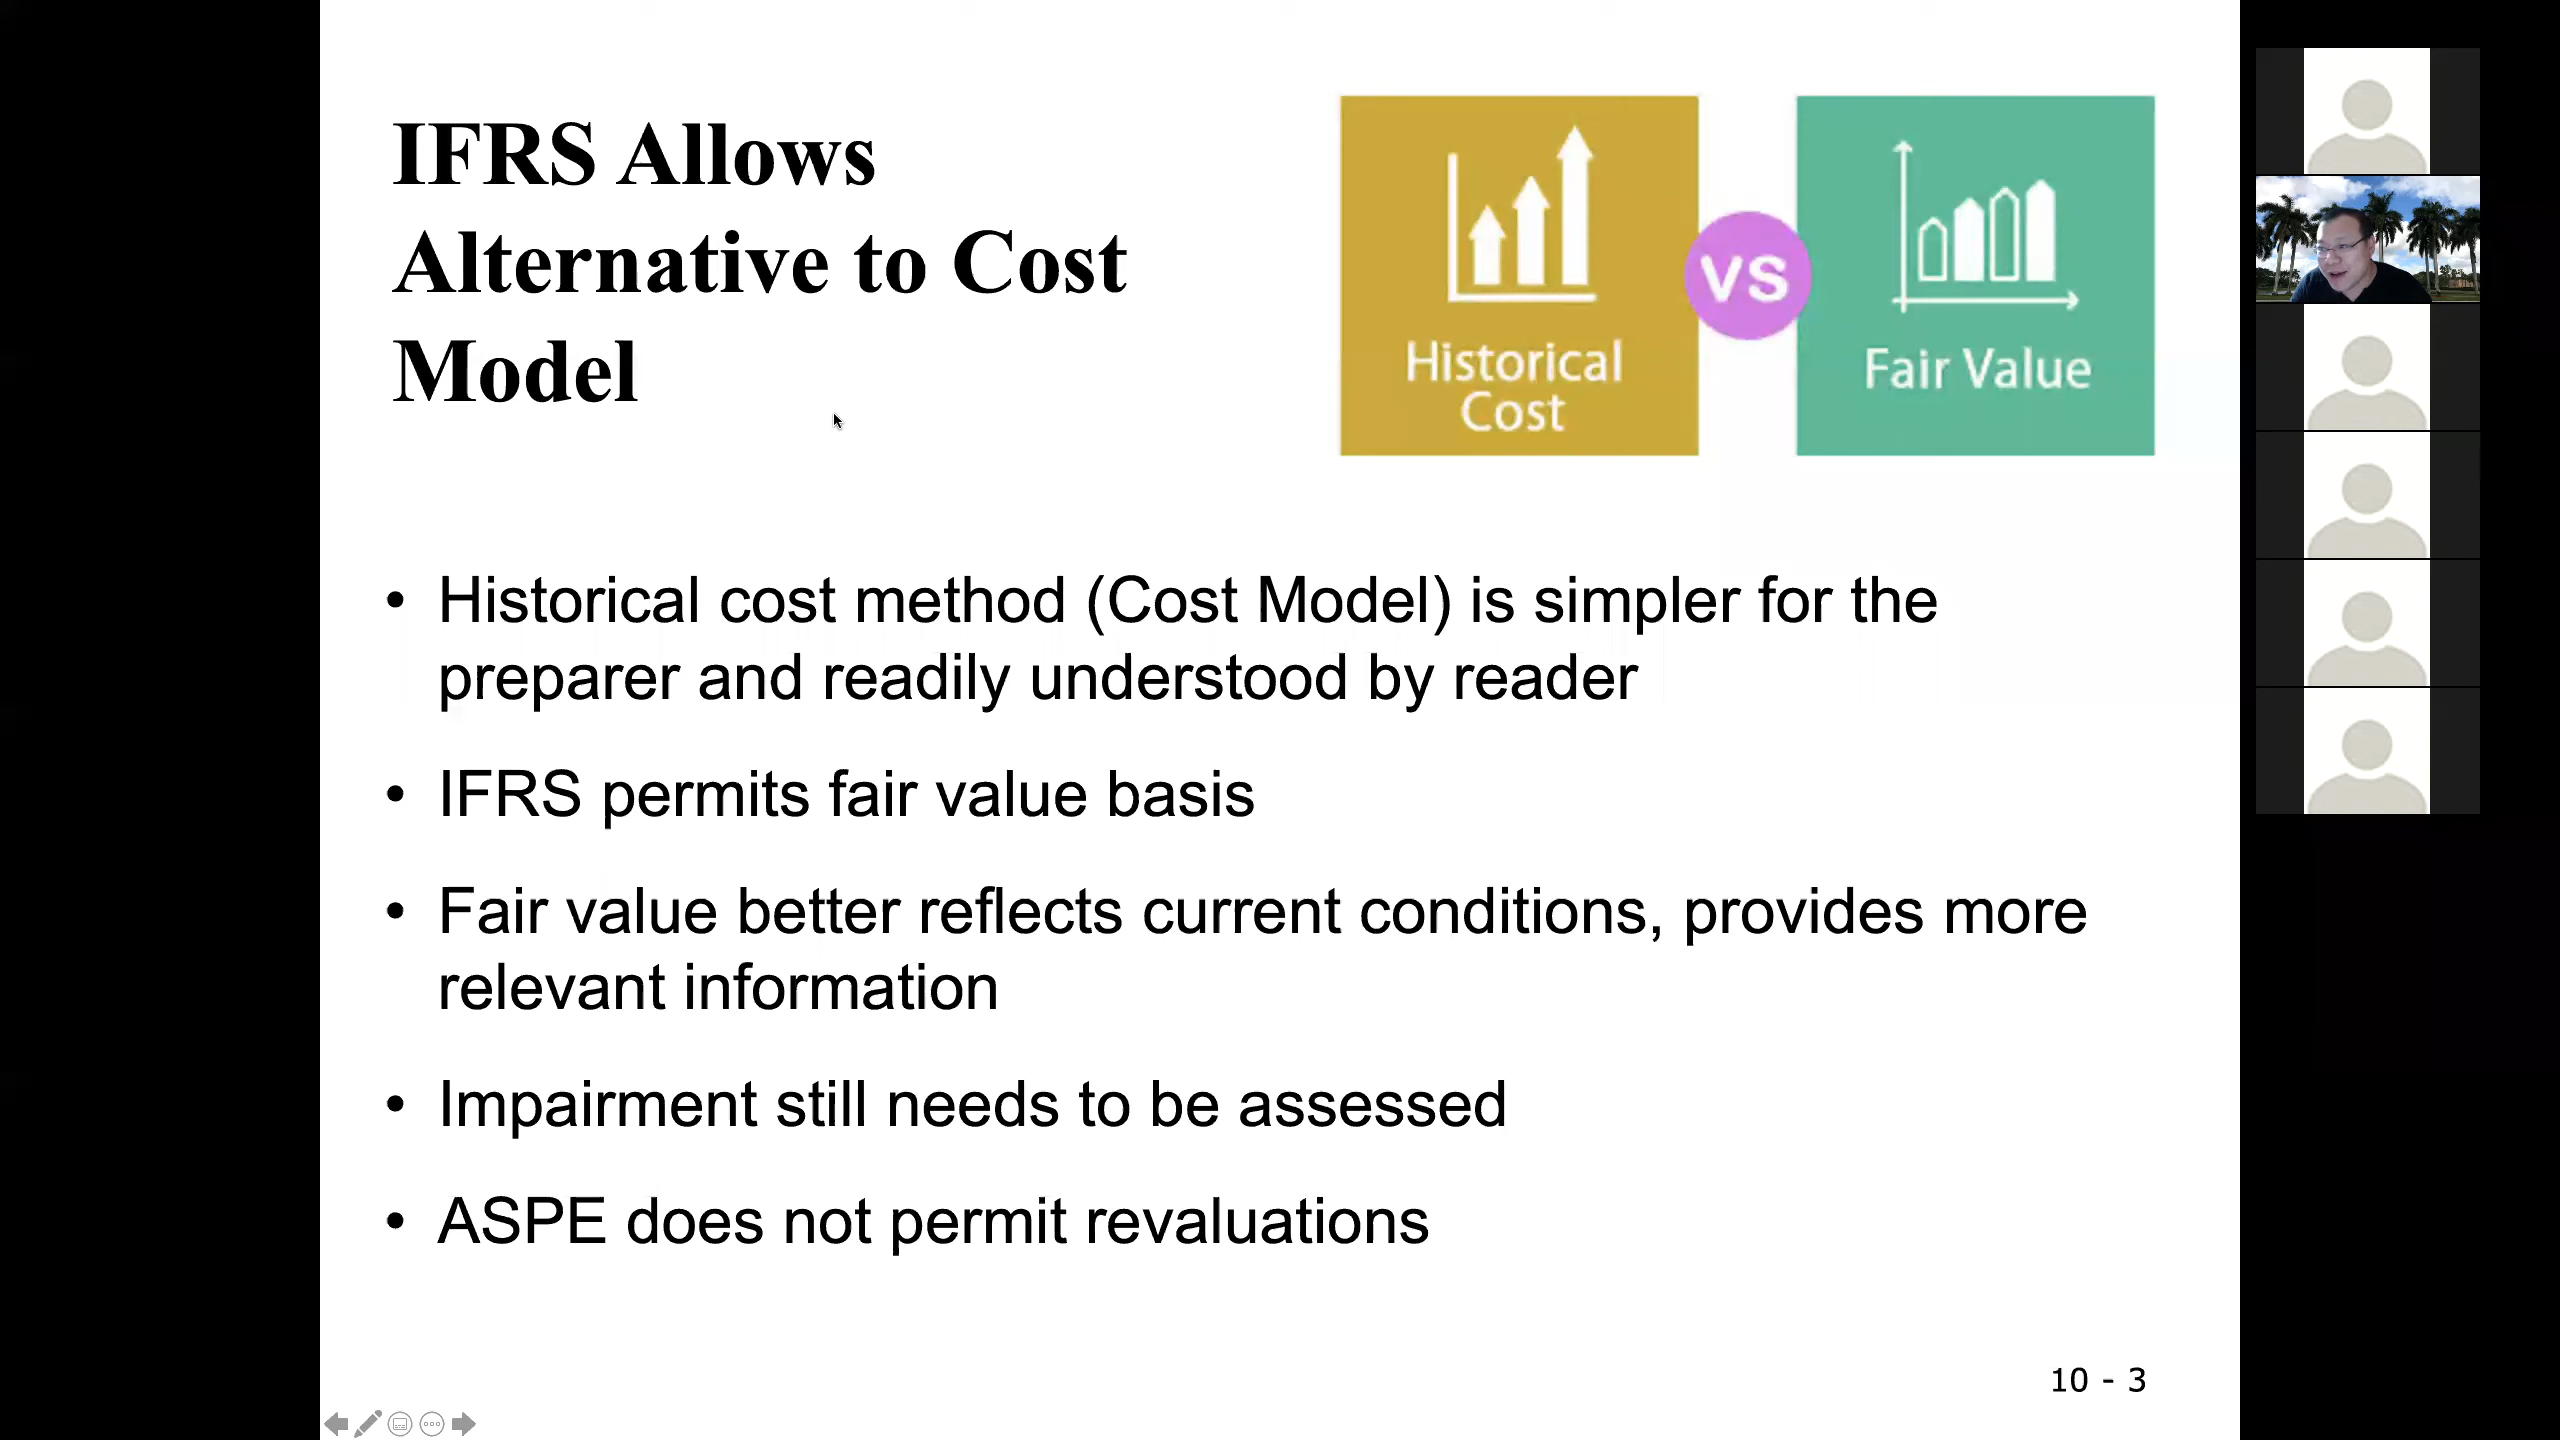 IFRS Allows
Alternative to Cost
Model
Historical
Cost
VS
Fair Value
• Historical cost method (Cost Model) is simpler for the
preparer and readily understood by reader
• IFRS permits fair value basis
• Fair value better reflects current conditions, provides more
relevant information
• Impairment still needs to be assessed
• ASPE does not permit revaluations
10 - 3